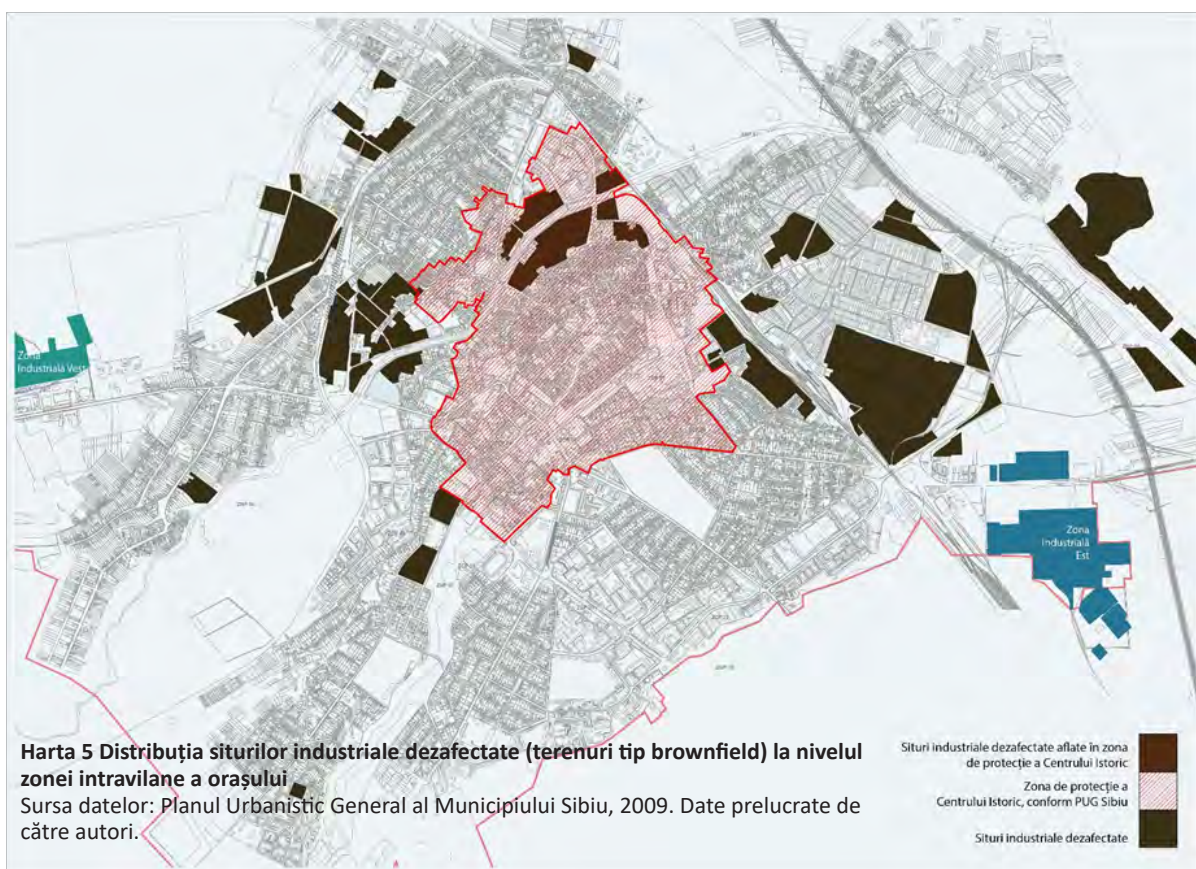 Zona
Industrială Vest
Zona
Industrială
Est
Harta 5 Distribuția siturilor industriale dezafectate (terenuri tip brownfield) la nivelul
zonei intravilane a orașului
Sursa datelor: Planul Urbanistic General al Municipiului Sibiu, 2009. Date prelucrate de
către autori.
Situri industriale dezafectate aflate în zona
de protecție a Centrului Istoric
Zona de protecție a
Centrului Istoric, conform PUG Sibiu
Situri industriale dezafectate